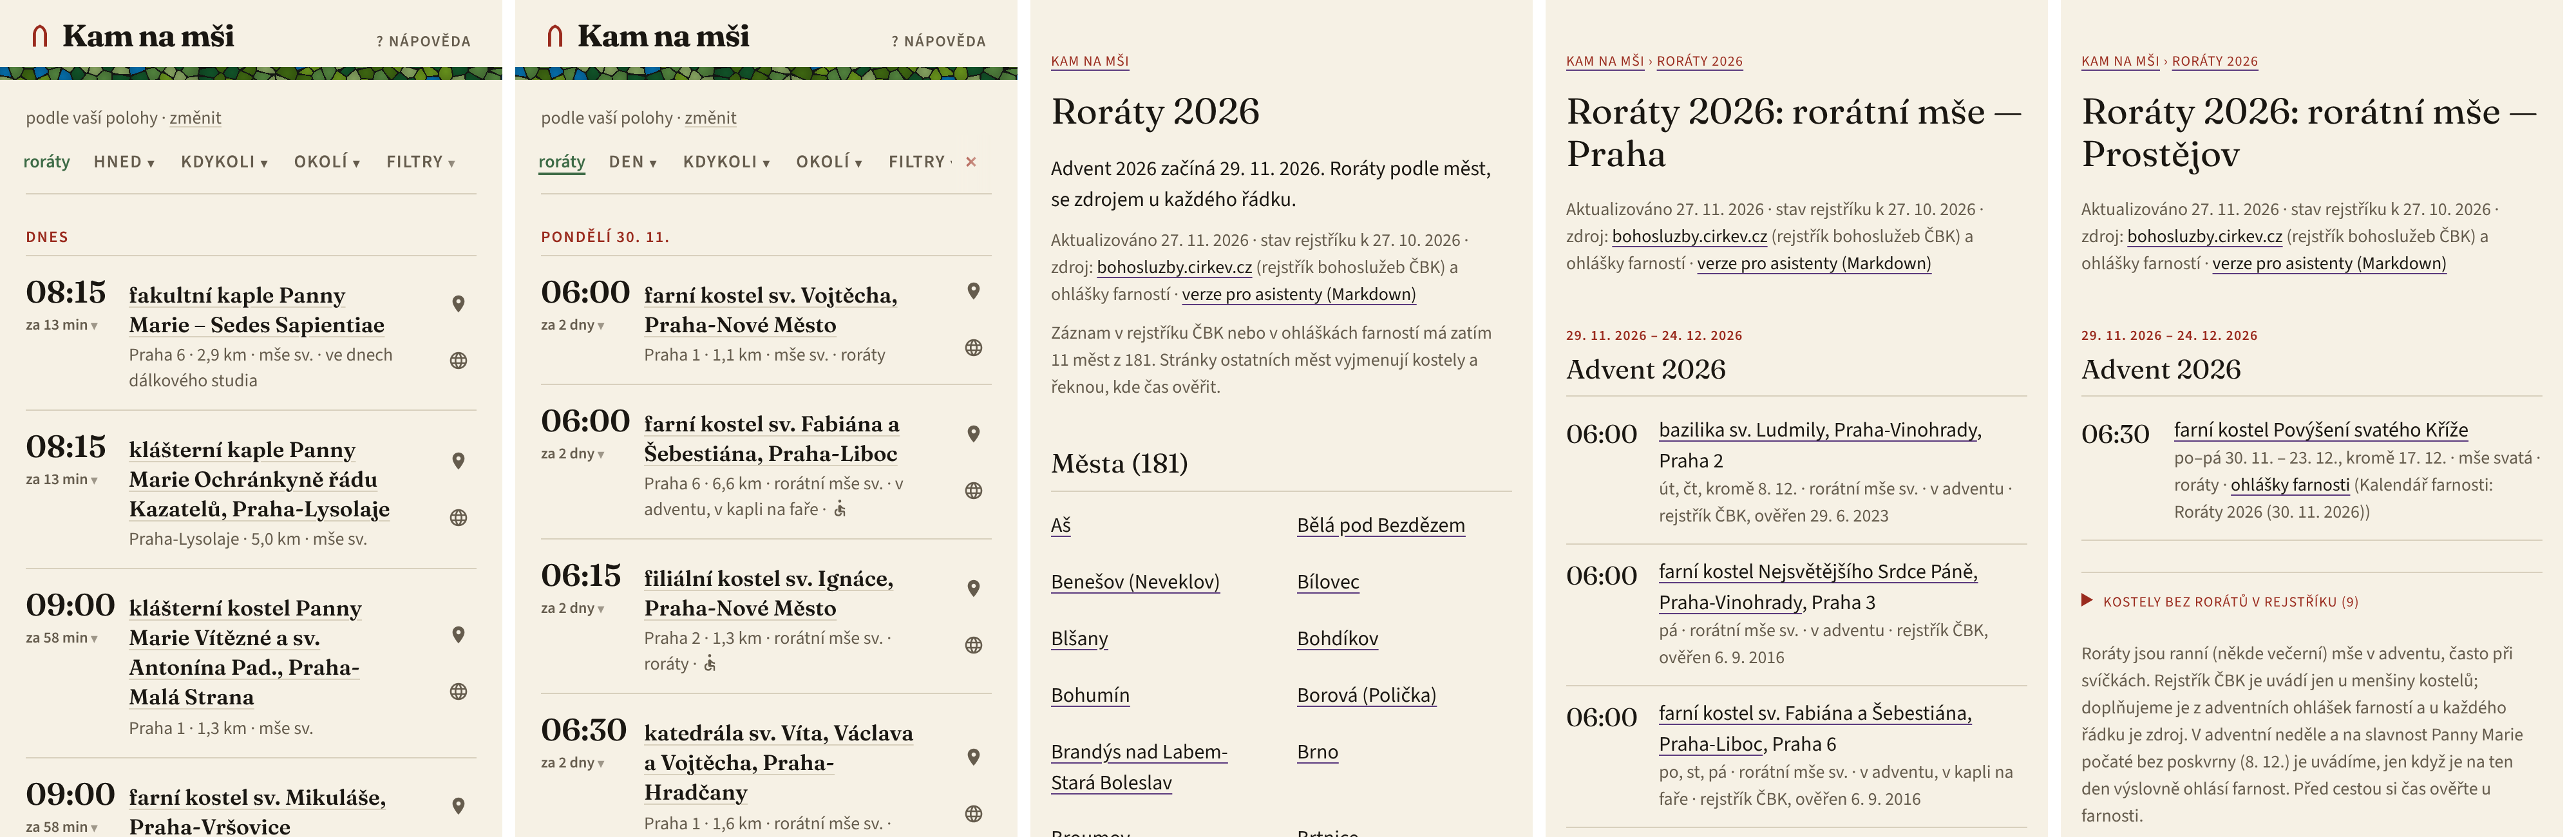 Kam na mši
? NÁPOVĚDA
podle vaší polohy · změnit
roráty HNED ▾ KDYKOLI ▾ OKOLÍ ▾ FILTRY ▾
DNES
08:15 fakultní kaple Panny
za 13 min ▾ Marie – Sedes Sapientiae
Praha 6 · 2,9 km · mše sv. · ve dnech
dálkového studia
08:15 klášterní kaple Panny
za 13 min ▾ Marie Ochránkyně řádu
Kazatelů, Praha-Lysolaje
Praha-Lysolaje · 5,0 km · mše sv.
09:00 klášterní kostel Panny
za 58 min ▾ Marie Vítězné a sv.
Antonína Pad., Praha-
Malá Strana
Praha 1 · 1,3 km · mše sv.
09:00 farní kostel sv. Mikuláše,
za 58 min ▾ Praha-Vršovice
Kam na mši
? NÁPOVĚDA
podle vaší polohy · změnit
roráty DEN ▾ KDYKOLI ▾ OKOLÍ ▾ FILTRY · ✕
PONDĚLÍ 30. 11.
06:00 farní kostel sv. Vojtěcha,
za 2 dny ▾ Praha-Nové Město
Praha 1 · 1,1 km · mše sv. · roráty
06:00 farní kostel sv. Fabiána a
za 2 dny ▾ Šebestiána, Praha-Liboc
Praha 6 · 6,6 km · rorátní mše sv. · v
adventu, v kapli na faře ·
06:15 filiální kostel sv. Ignáce,
za 2 dny ▾ Praha-Nové Město
Praha 2 · 1,3 km · rorátní mše sv. ·
roráty ·
06:30 katedrála sv. Víta, Václava
za 2 dny ▾ a Vojtěcha, Praha-
Hradčany
Praha 1 · 1,6 km · rorátní mše sv. ·
KAM NA MŠI
Roráty 2026
Advent 2026 začíná 29. 11. 2026. Roráty podle měst,
se zdrojem u každého řádku.
Aktualizováno 27. 11. 2026 · stav rejstříku k 27. 10. 2026 ·
zdroj: bohosluzby.cirkev.cz (rejstřík bohoslužeb ČBK) a
ohlášky farností · verze pro asistenty (Markdown)
Záznam v rejstříku ČBK nebo v ohláškách farností má zatím
11 měst z 181. Stránky ostatních měst vyjmenují kostely a
řeknou, kde čas ověřit.
Města (181)
Aš Bělá pod Bezdězem
Benešov (Neveklov) Bílovec
Blšany Bohdíkov
Bohumín Borová (Polička)
Brandýs nad Labem- Brno
Stará Boleslav
Broumov Brtnice
KAM NA MŠI › RORÁTY 2026
Roráty 2026: rorátní mše —
Praha
Aktualizováno 27. 11. 2026 · stav rejstříku k 27. 10. 2026 ·
zdroj: bohosluzby.cirkev.cz (rejstřík bohoslužeb ČBK) a
ohlášky farností · verze pro asistenty (Markdown)
29. 11. 2026 – 24. 12. 2026
Advent 2026
06:00 bazilika sv. Ludmily, Praha-Vinohrady,
Praha 2
út, čt, kromě 8. 12. · rorátní mše sv. · v adventu ·
rejstřík ČBK, ověřen 29. 6. 2023
06:00 farní kostel Nejsvětějšího Srdce Páně,
Praha-Vinohrady, Praha 3
pá · rorátní mše sv. · v adventu · rejstřík ČBK,
ověřen 6. 9. 2016
06:00 farní kostel sv. Fabiána a Šebestiána,
Praha-Liboc, Praha 6
po, st, pá · rorátní mše sv. · v adventu, v kapli na
faře · rejstřík ČBK, ověřen 6. 9. 2016
KAM NA MŠI › RORÁTY 2026
Roráty 2026: rorátní mše —
Prostějov
Aktualizováno 27. 11. 2026 · stav rejstříku k 27. 10. 2026 ·
zdroj: bohosluzby.cirkev.cz (rejstřík bohoslužeb ČBK) a
ohlášky farností · verze pro asistenty (Markdown)
29. 11. 2026 – 24. 12. 2026
Advent 2026
06:30 farní kostel Povýšení svatého Kříže
po–pá 30. 11. – 23. 12., kromě 17. 12. · mše svatá ·
roráty · ohlášky farnosti (Kalendář farnosti:
Roráty 2026 (30. 11. 2026))
▶ KOSTELY BEZ RORÁTŮ V REJSTŘÍKU (9)
Roráty jsou ranní (někde večerní) mše v adventu, často při
svíčkách. Rejstřík ČBK je uvádí jen u menšiny kostelů;
doplňujeme je z adventních ohlášek farností a u každého
řádku je zdroj. V adventní neděle a na slavnost Panny Marie
počaté bez poskvrny (8. 12.) je uvádíme, jen když je na ten
den výslovně ohlásí farnost. Před cestou si čas ověřte u
farnosti.